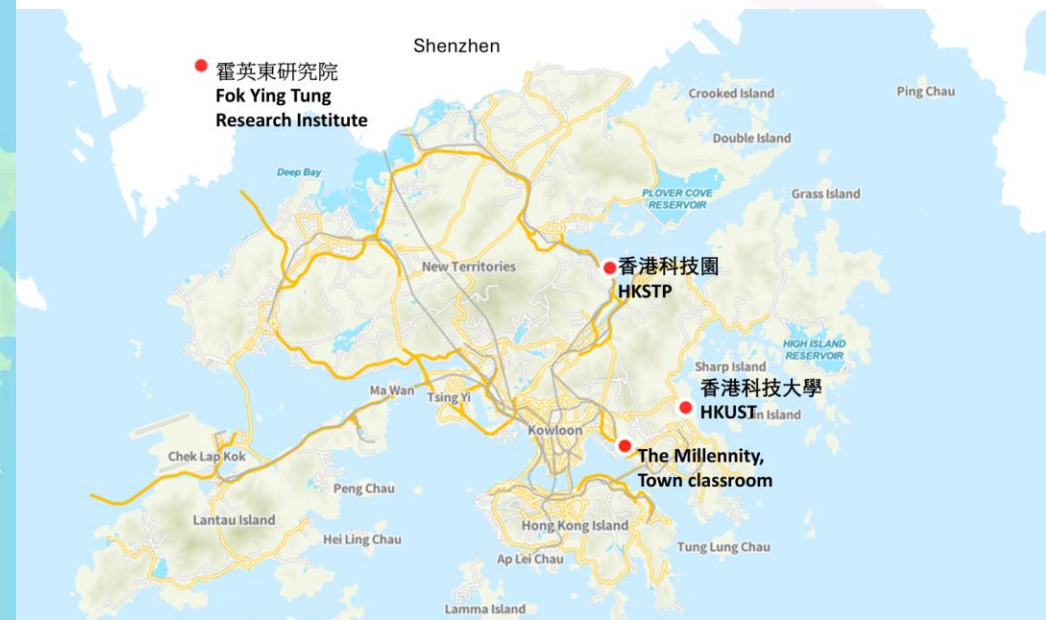 Shenzhen
霍英東研究院
Fok Ying Tung
Research Institute
Crooked Island
Ping Chau
Double Island
Deep Bay
PLOVER COVE
RESERVOIR
Grass Island
New Territories
香港科技園
HKSTP
HIGH ISLAND
RESERVOIR
Sharp Island
香港科技大學
HKUST
Island
Ma Wan
Tsing Yi
Kowloon
The Millennity,
Town classroom
Chek Lap Kok
Peng Chau
Lantau Island
Hong Kong Island
Hei Ling Chau
Tung Lung Chau
Ap Lei Chau
Lamma Island